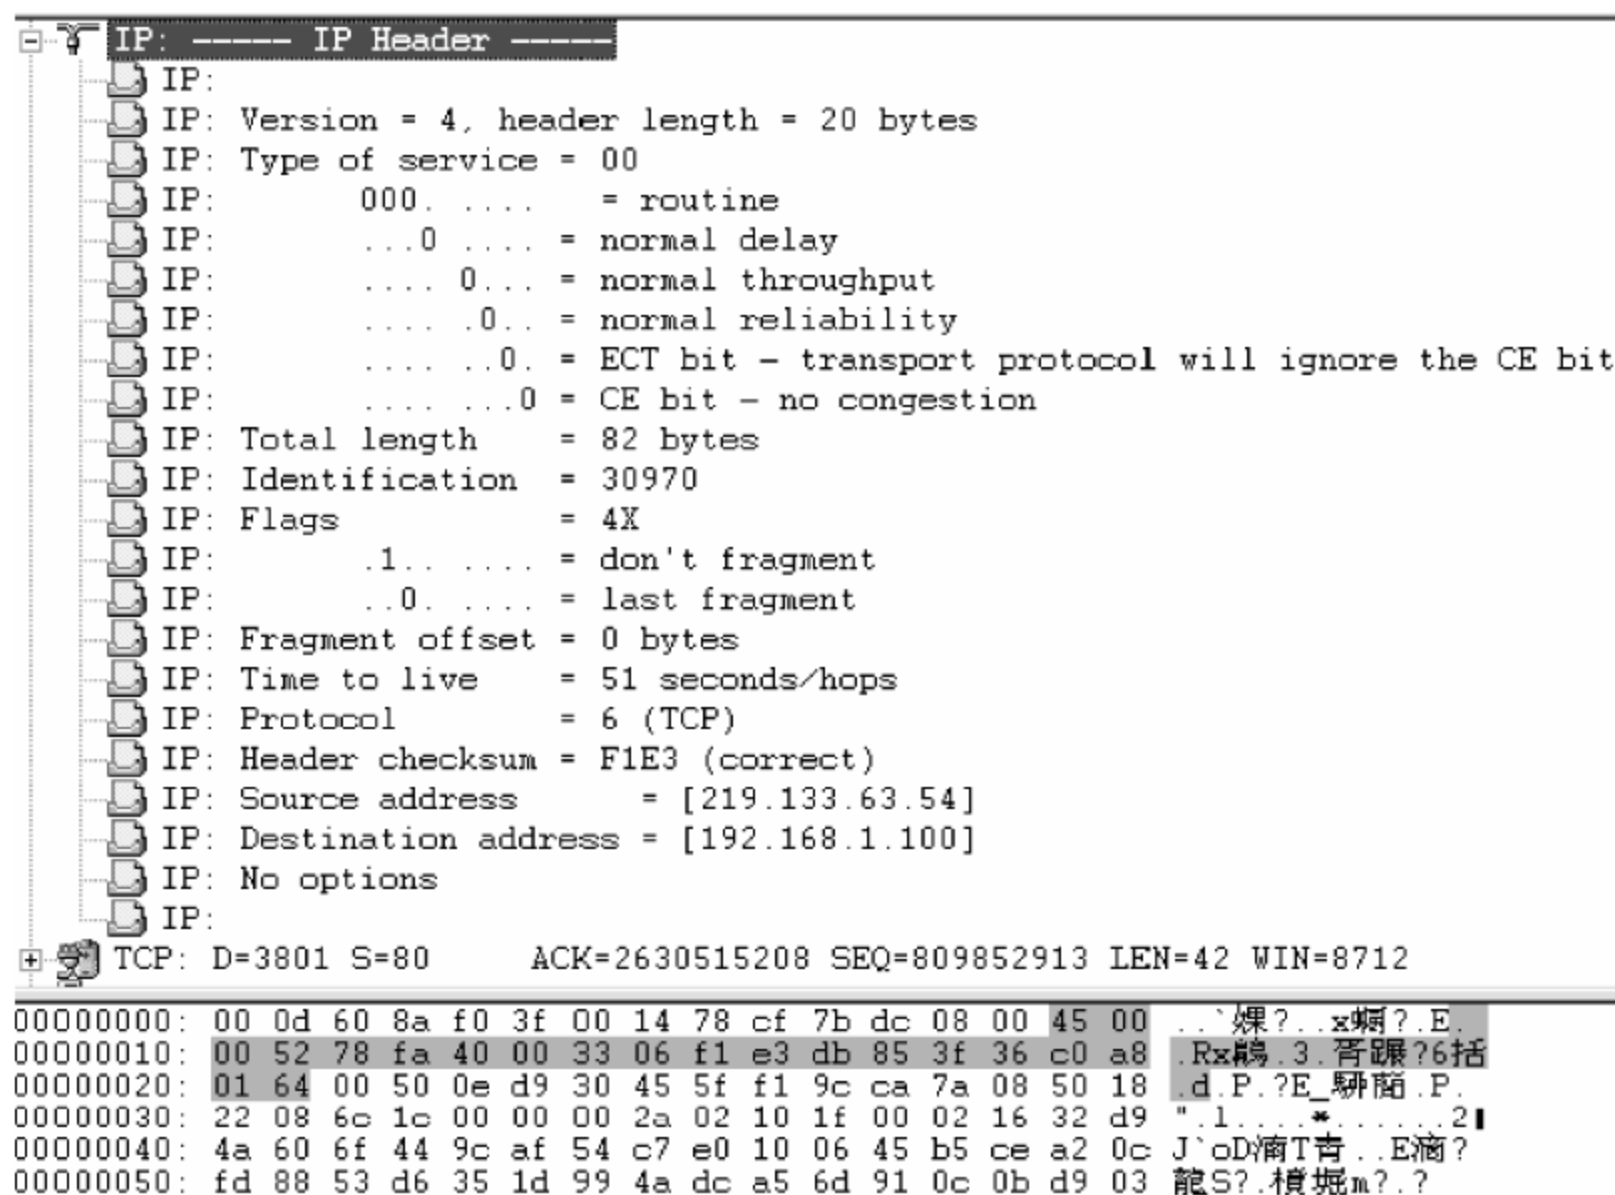 IP: ----- IP Header -----
IP:
IP: Version = 4, header length = 20 bytes
IP: Type of service = 00
IP: 000. .... = routine
IP: ...0 .... = normal delay
IP: .... 0... = normal throughput
IP: .... .0.. = normal reliability
IP: .... ..0. = ECT bit - transport protocol will ignore the CE bit
IP: .... ...0 = CE bit - no congestion
IP: Total length = 82 bytes
IP: Identification = 30970
IP: Flags = 4X
IP: .1.. .... = don't fragment
IP: ..0. .... = last fragment
IP: Fragment offset = 0 bytes
IP: Time to live = 51 seconds/hops
IP: Protocol = 6 (TCP)
IP: Header checksum = F1E3 (correct)
IP: Source address = [219.133.63.54]
IP: Destination address = [192.168.1.100]
IP: No options
IP:
TCP: D=3801 S=80 ACK=2630515208 SEQ=809852913 LEN=42 WIN=8712
00000000: 00 0d 60 8a f0 3f 00 14 78 cf 7b dc 08 00 45 00
00000010: 00 52 78 fa 40 00 33 06 f1 e3 db 85 3f 36 c0 a8
00000020: 01 64 00 50 0e d9 30 45 5f f1 9c ca 7a 08 50 18
00000030: 22 08 6c 1c 00 00 00 2a 02 10 1f 00 02 16 32 d9
00000040: 4a 60 6f 44 9c af 54 c7 e0 10 06 45 b5 ce a2 0c
00000050: fd 88 53 d6 35 1d 99 4a dc a5 6d 91 0c 0b d9 03